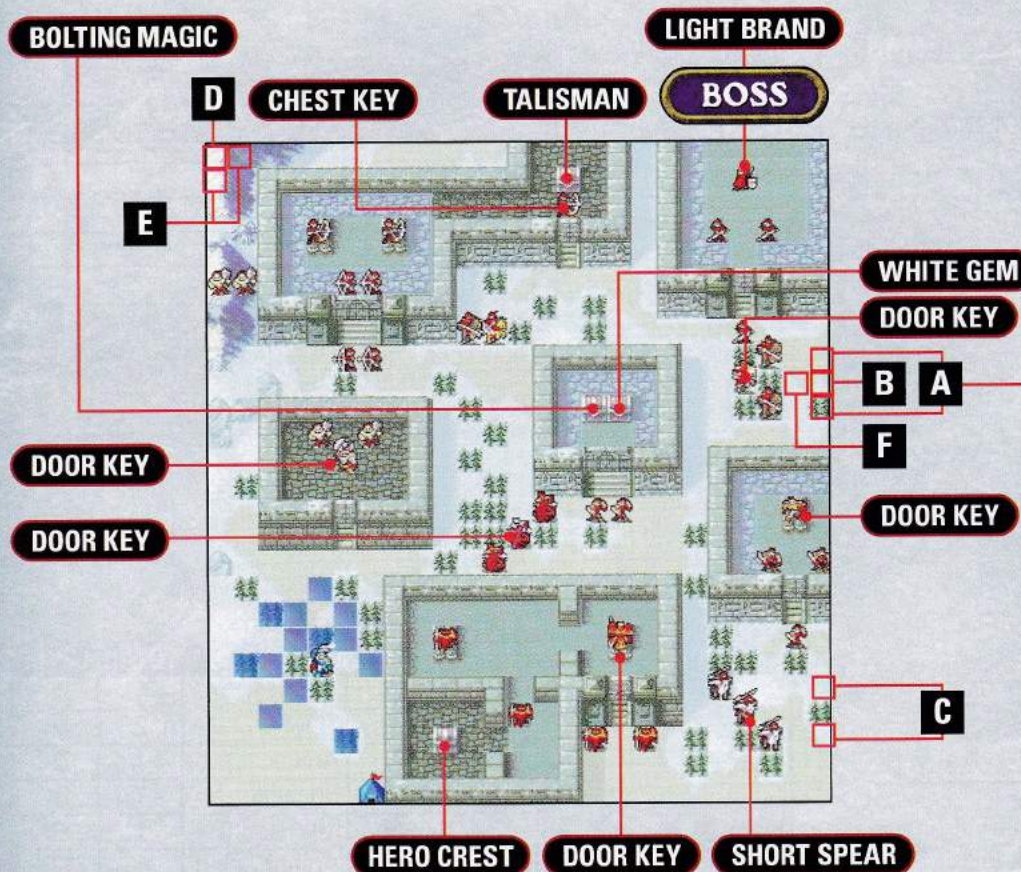 LIGHT BRAND
BOLTING MAGIC
BOSS
D
CHEST KEY
TALISMAN
E
WHITE GEM
DOOR KEY
B
A
F
DOOR KEY
DOOR KEY
DOOR KEY
C
HERO CREST
DOOR KEY
SHORT SPEAR